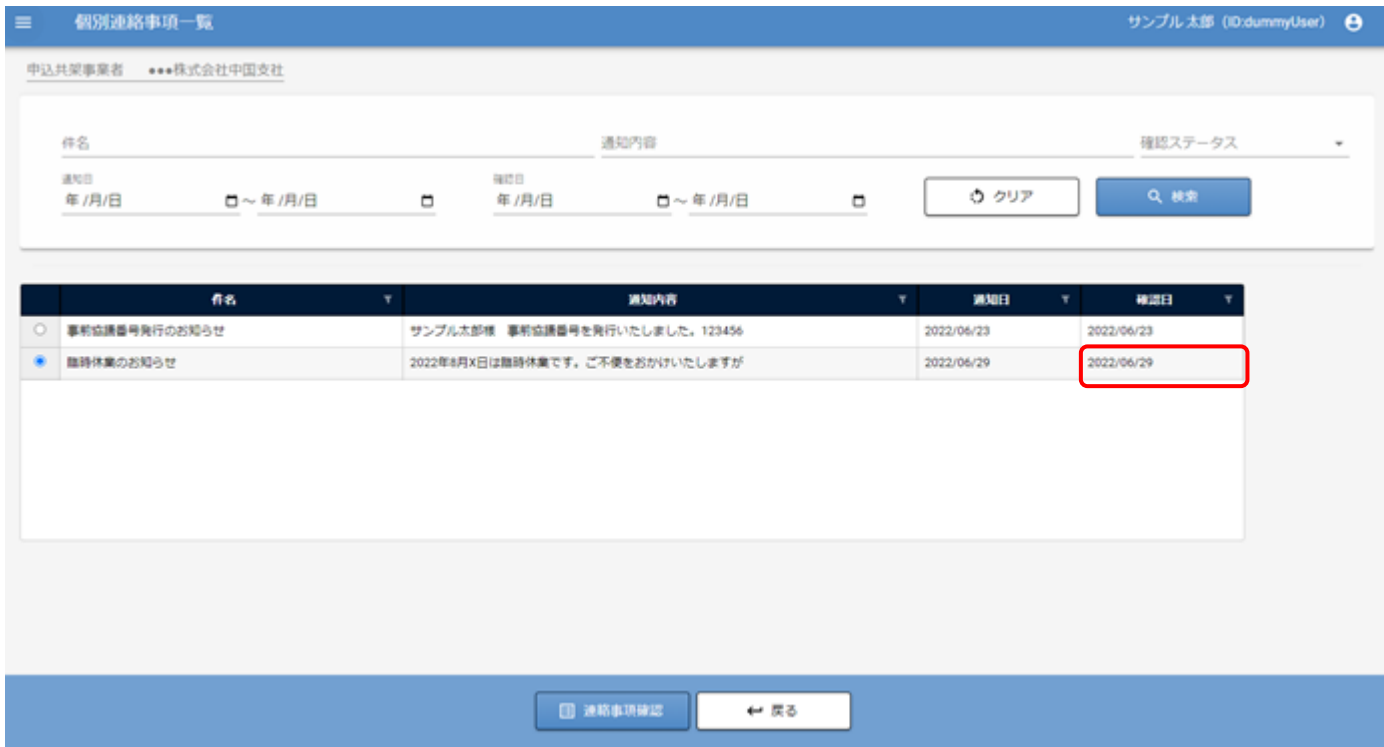 個別連絡事項一覧 サンプル 太郎 (ID:dummyUser)
申込共架事業者 ●●●株式会社中国支社
件名 通知内容 確認ステータス
通知日 確認日
年 /月/日 ～ 年 /月/日 年 /月/日 ～ 年 /月/日 クリア 検索
件名 通知内容 通知日 確認日
事前協議番号発行のお知らせ サンプル太郎様 事前協議番号を発行いたしました。123456 2022/06/23 2022/06/23
臨時休業のお知らせ 2022年8月X日は臨時休業です。ご不便をおかけいたしますが 2022/06/29 2022/06/29
連絡事項確認 戻る